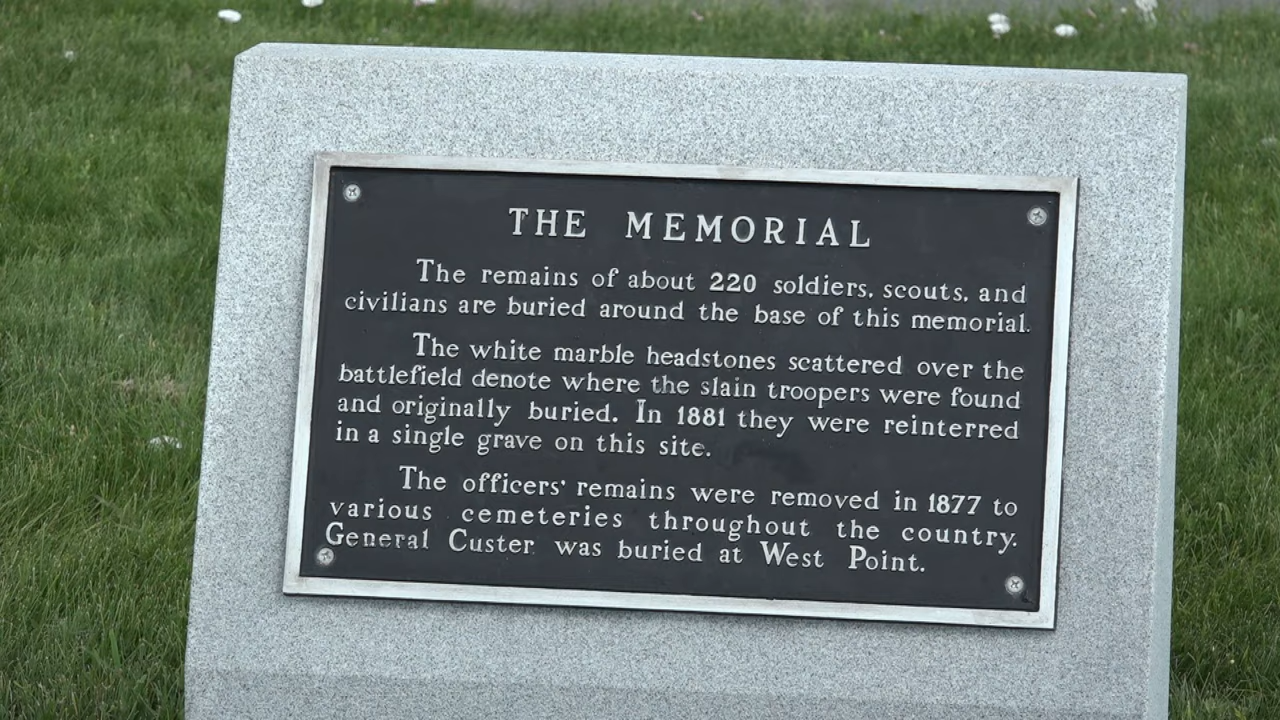 THE MEMORIAL
The remains of about 220 soldiers, scouts, and
civilians are buried around the base of this memorial.
The white marble headstones scattered over the
battlefield denote where the slain troopers were found
and originally buried. In 1881 they were reinterred
in a single grave on this site.
The officers' remains were removed in 1877 to
various cemeteries throughout the country.
General Custer was buried at West Point.